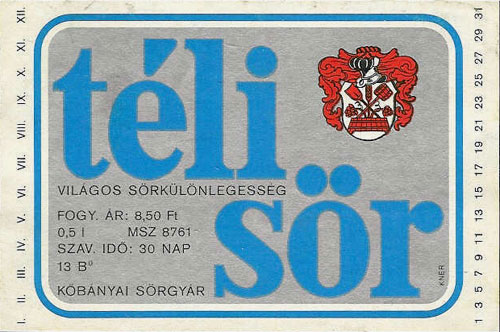 téli
sör
VILÁGOS SÖRKÜLÖNLEGESSÉG
FOGY. ÁR: 8,50 Ft
0,5 l MSZ 8761
SZAV. IDŐ: 30 NAP
13 B°
KŐBÁNYAI SÖRGYÁR
KNER
I. II. III. IV. V. VI. VII. VIII. IX. X. XI. XII.
1 3 5 7 9 11 13 15 17 19 21 23 25 27 29 31